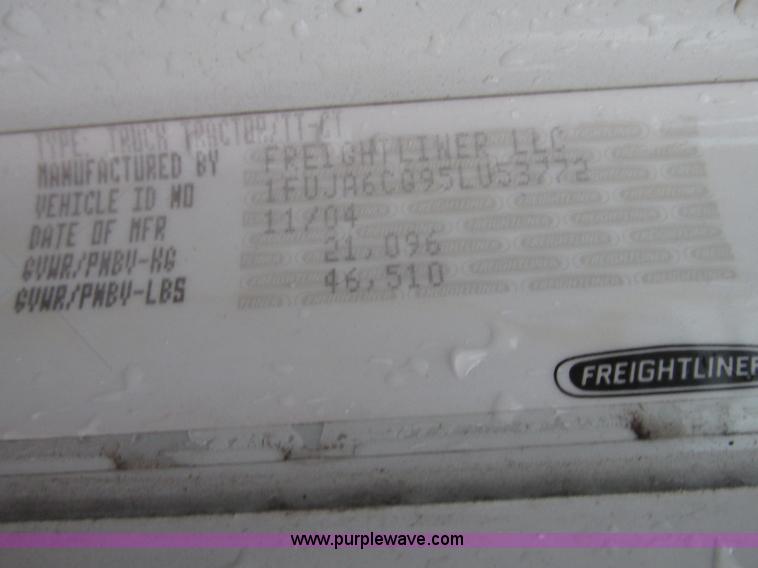 TYPE: TRUCK TRACTOR/TT-CT
MANUFACTURED BY FREIGHTLINER LLC
VEHICLE ID NO 1FUJA6CG95LU53772
DATE OF MFR 11/04
GVWR/PNBV-KG 21,096
GVWR/PNBV-LBS 46,510
FREIGHTLINER
www.purplewave.com